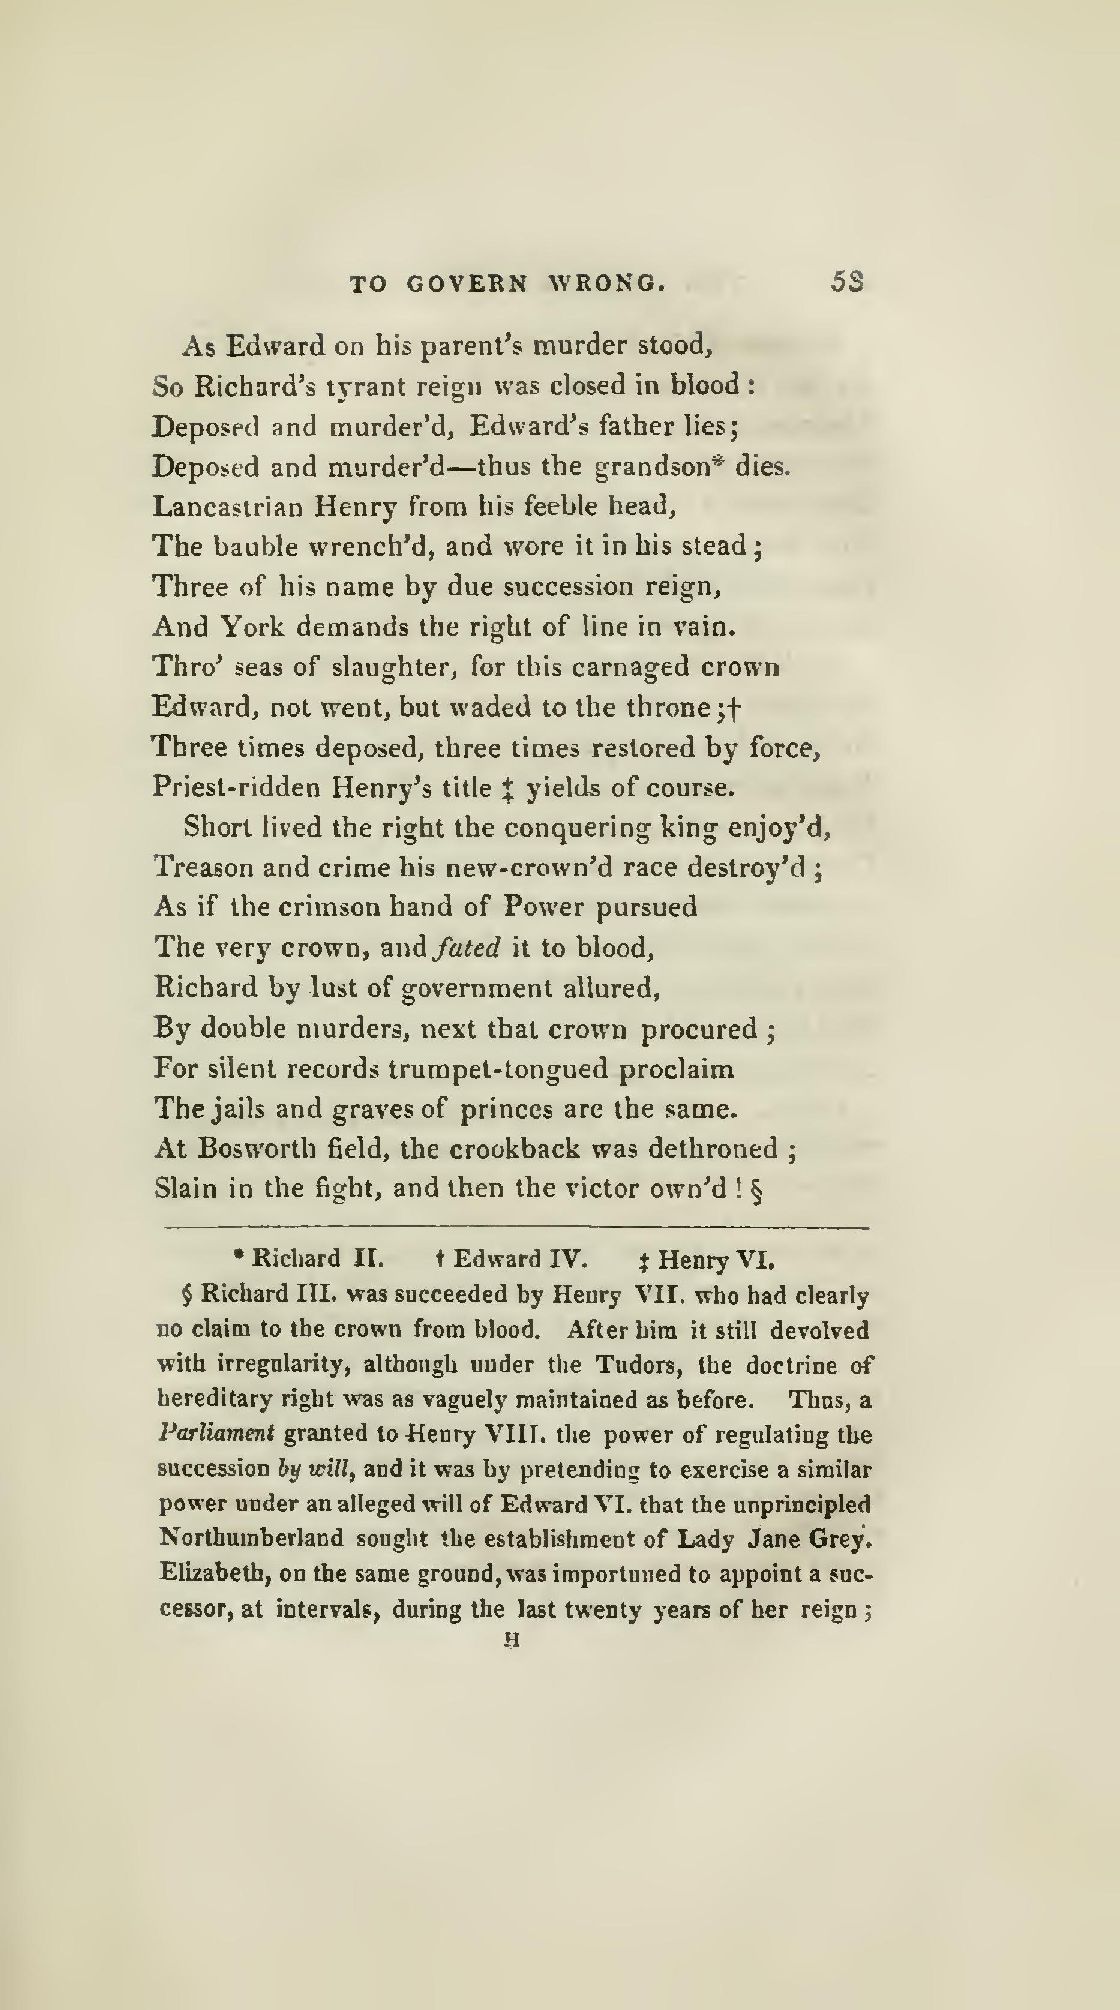 TO GOVERN WRONG. 53
As Edward on his parent's murder stood,
So Richard's tyrant reign was closed in blood :
Deposed and murder'd, Edward's father lies;
Deposed and murder'd—thus the grandson* dies.
Lancastrian Henry from his feeble head,
The bauble wrench'd, and wore it in his stead ;
Three of his name by due succession reign,
And York demands the right of line in vain.
Thro' seas of slaughter, for this carnaged crown
Edward, not went, but waded to the throne ;†
Three times deposed, three times restored by force,
Priest-ridden Henry's title ‡ yields of course.
Short lived the right the conquering king enjoy'd,
Treason and crime his new-crown'd race destroy'd ;
As if the crimson hand of Power pursued
The very crown, and fated it to blood,
Richard by lust of government allured,
By double murders, next that crown procured ;
For silent records trumpet-tongued proclaim
The jails and graves of princes are the same.
At Bosworth field, the crookback was dethroned ;
Slain in the fight, and then the victor own'd ! §
* Richard II. † Edward IV. ‡ Henry VI.
§ Richard III. was succeeded by Henry VII. who had clearly
no claim to the crown from blood. After him it still devolved
with irregularity, although under the Tudors, the doctrine of
hereditary right was as vaguely maintained as before. Thus, a
Parliament granted to Henry VIII. the power of regulating the
succession by will, and it was by pretending to exercise a similar
power under an alleged will of Edward VI. that the unprincipled
Northumberland sought the establishment of Lady Jane Grey.
Elizabeth, on the same ground, was importuned to appoint a suc-
cessor, at intervals, during the last twenty years of her reign ;
H